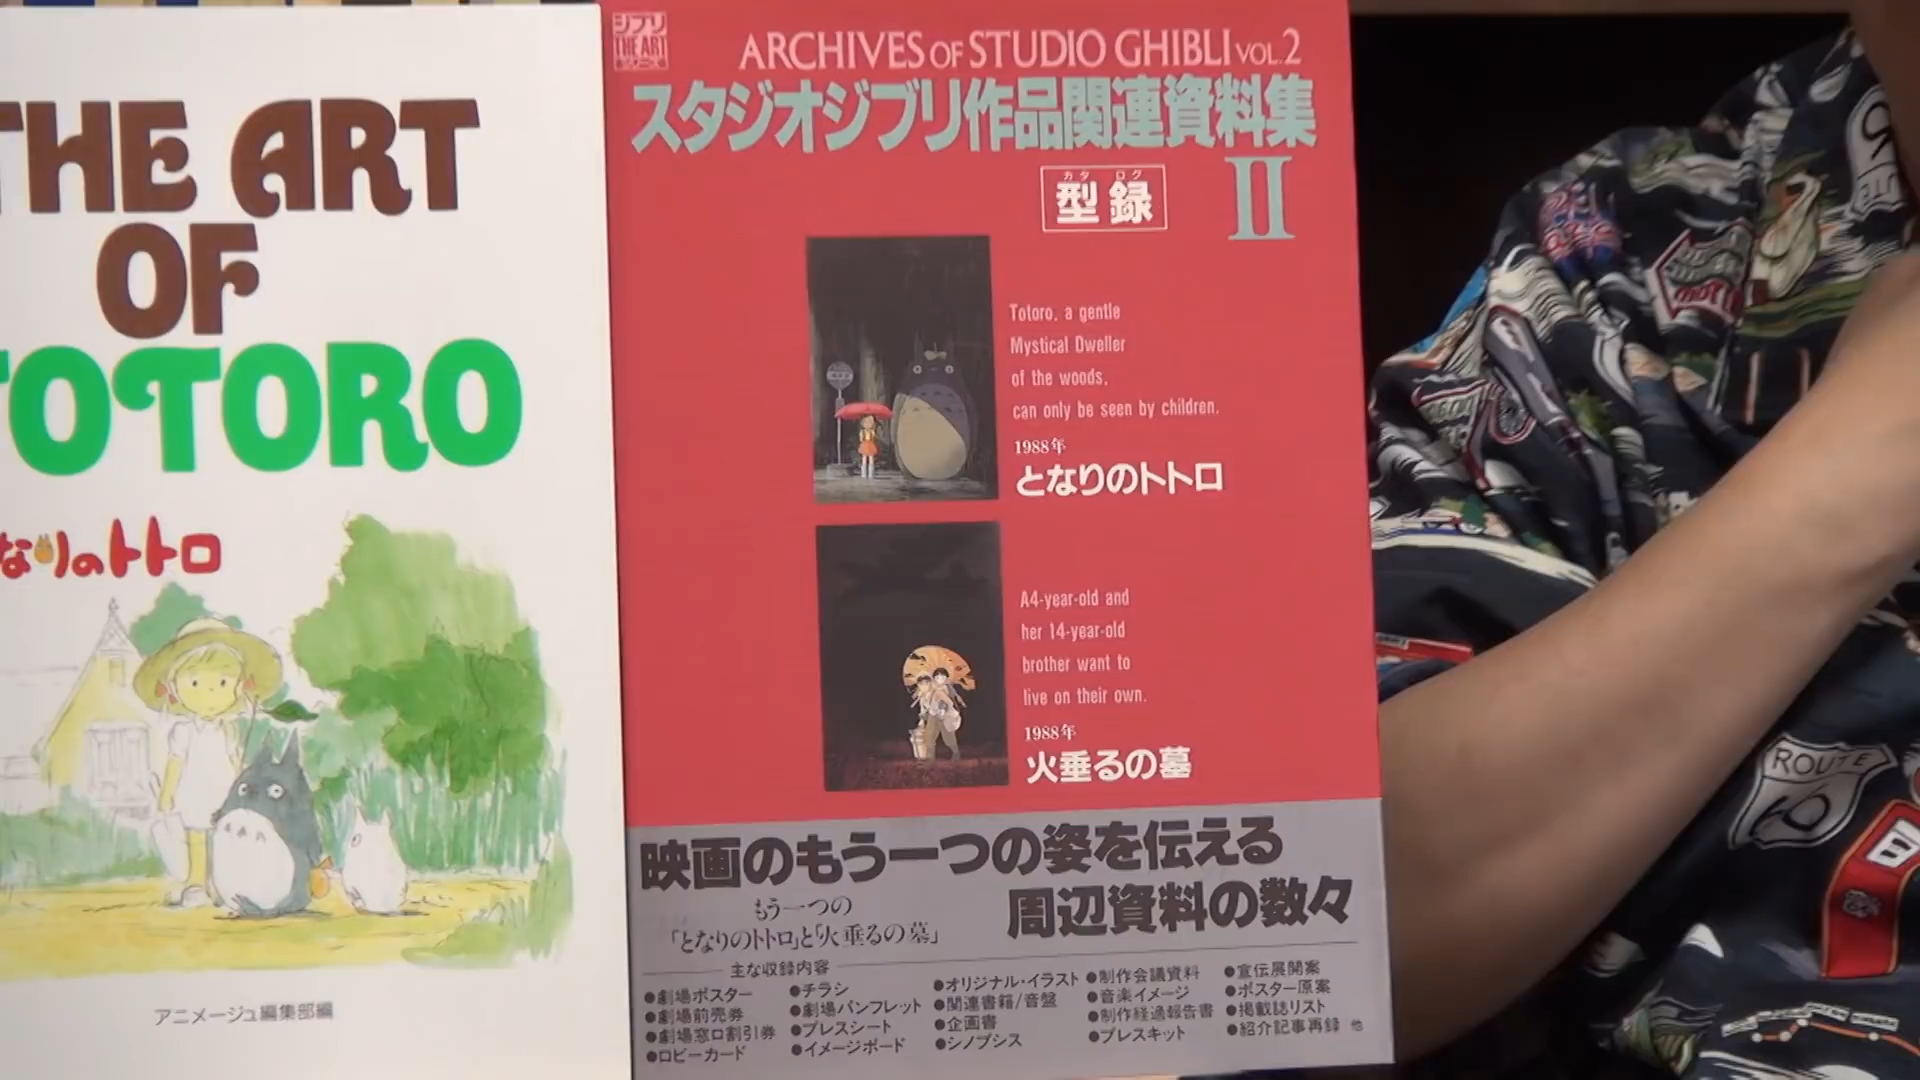 THE ART
OF
TOTORO
なりのトトロ
アニメージュ編集部編
ジブリ
THE ART
シリーズ
ARCHIVES OF STUDIO GHIBLI VOL.2
スタジオジブリ作品関連資料集
II
カタ ログ
型録
Totoro, a gentle
Mystical Dweller
of the woods,
can only be seen by children.
1988年
となりのトトロ
A4-year-old and
her 14-year-old
brother want to
live on their own.
1988年
火垂るの墓
映画のもう一つの姿を伝える
周辺資料の数々
もう一つの
「となりのトトロ」と「火垂るの墓」
主な収録内容
●劇場ポスター
●劇場前売券
●劇場窓口割引券
●ロビーカード
●チラシ
●劇場パンフレット
●プレスシート
●イメージボード
●オリジナル・イラスト
●関連書籍/音盤
●企画書
●シノプシス
●制作会議資料
●音楽イメージ
●制作経過報告書
●プレスキット
●宣伝展開案
●ポスター原案
●掲載誌リスト
●紹介記事再録 他
ROUTE